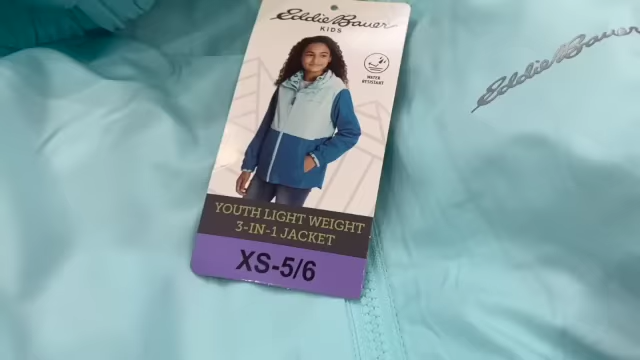 Eddie Bauer
KIDS
WATER
RESISTANT
Eddie Bauer
YOUTH LIGHT WEIGHT
3-IN-1 JACKET
XS-5/6